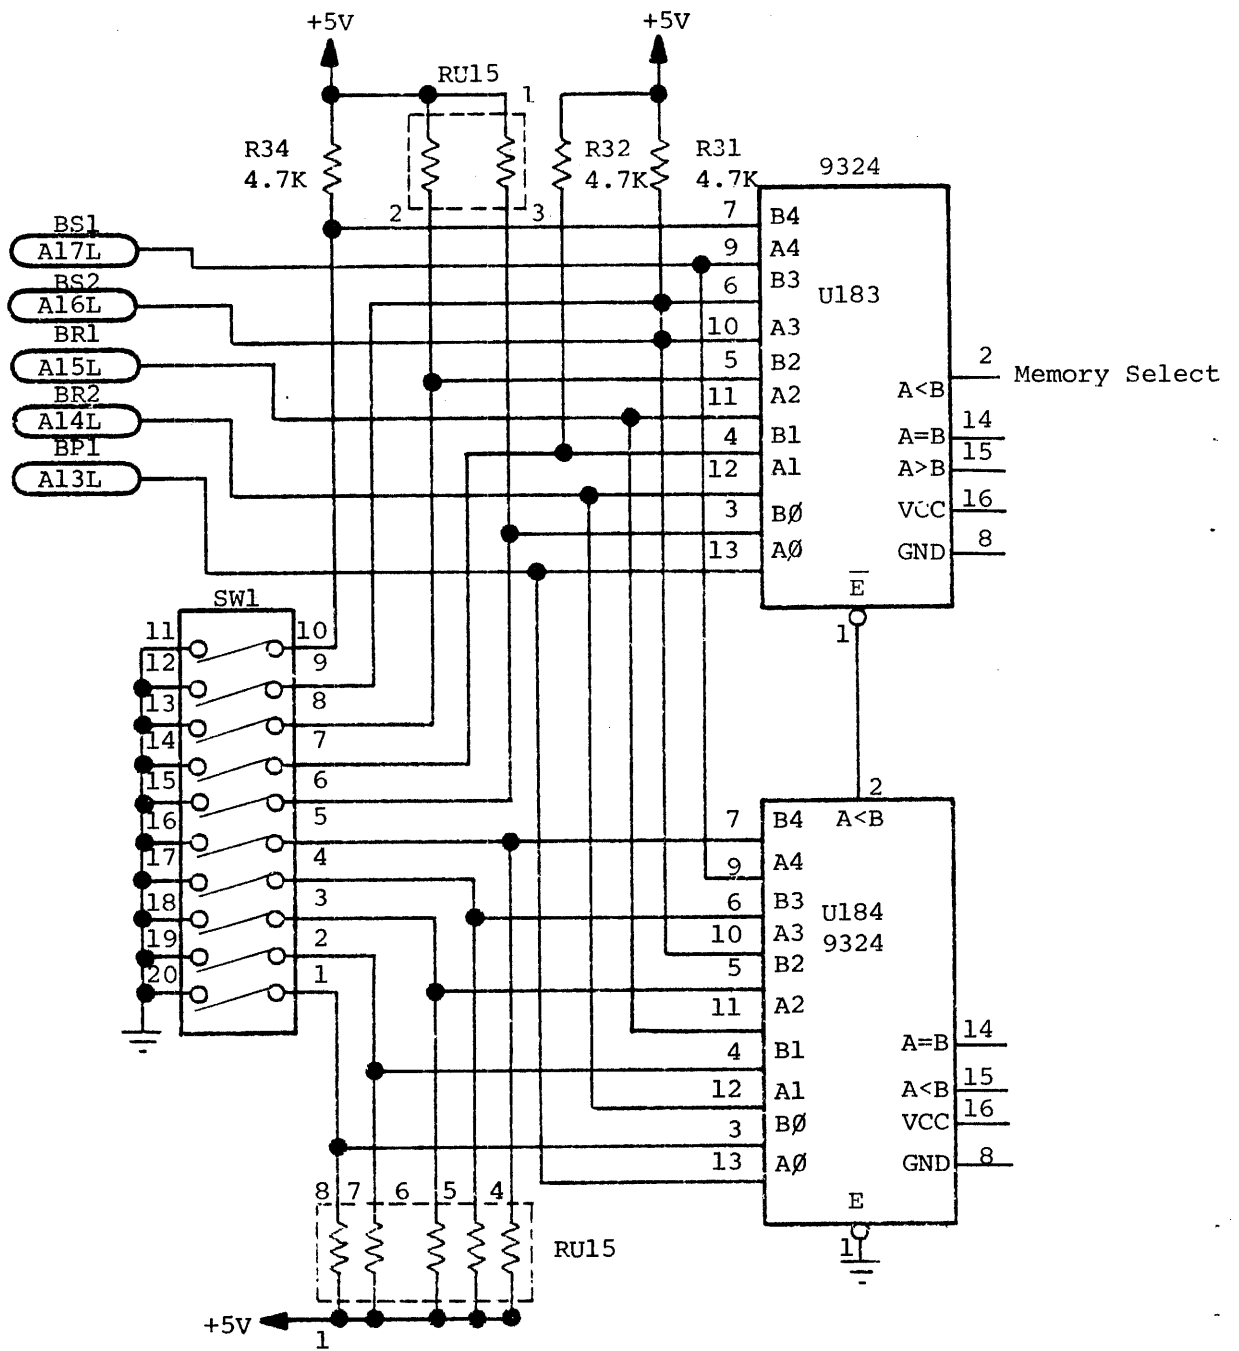 +5V +5V
RU15
1
R34 4.7K
R32 4.7K
R31 4.7K
9324
2 3
BS1
A17L
BS2
A16L
BR1
A15L
BR2
A14L
BP1
A13L
7 B4
9 A4
6 B3
U183
10 A3
5 B2
11 A2
4 B1
12 A1
3 BØ
13 AØ
2 Memory Select
A<B
A=B 14
A>B 15
VCC 16
GND 8
E
1
SW1
11 10
12 9
13 8
14 7
15 6
16 5
17 4
18 3
19 2
20 1
2
7 B4 A<B
9 A4
6 B3
U184
9324
10 A3
5 B2
11 A2
4 B1
12 A1
3 BØ
13 AØ
A=B 14
A<B 15
VCC 16
GND 8
E
1
8 7 6 5 4
RU15
+5V
1